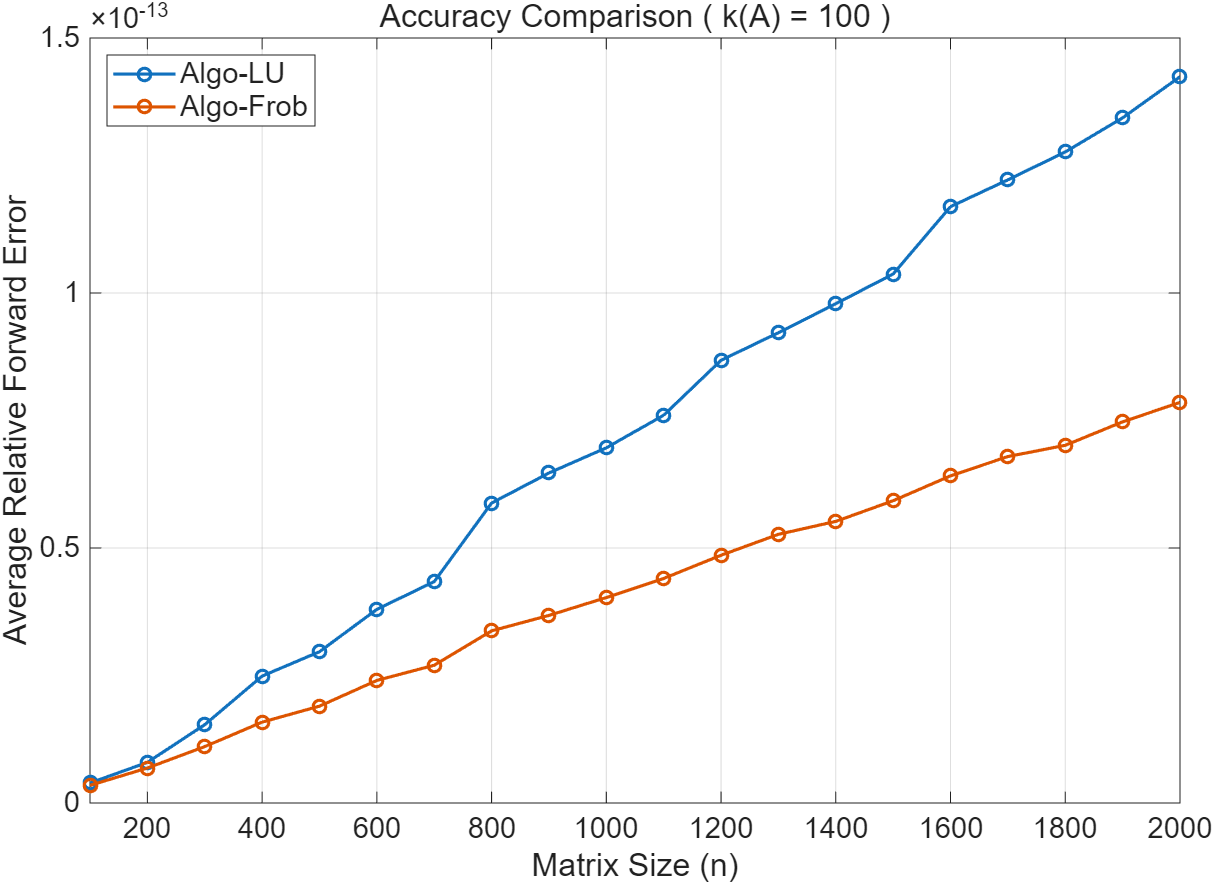 ×10-13
Accuracy Comparison ( k(A) = 100 )
Algo-LU
Algo-Frob
Average Relative Forward Error
1.5
1
0.5
0
200 400 600 800 1000 1200 1400 1600 1800 2000
Matrix Size (n)